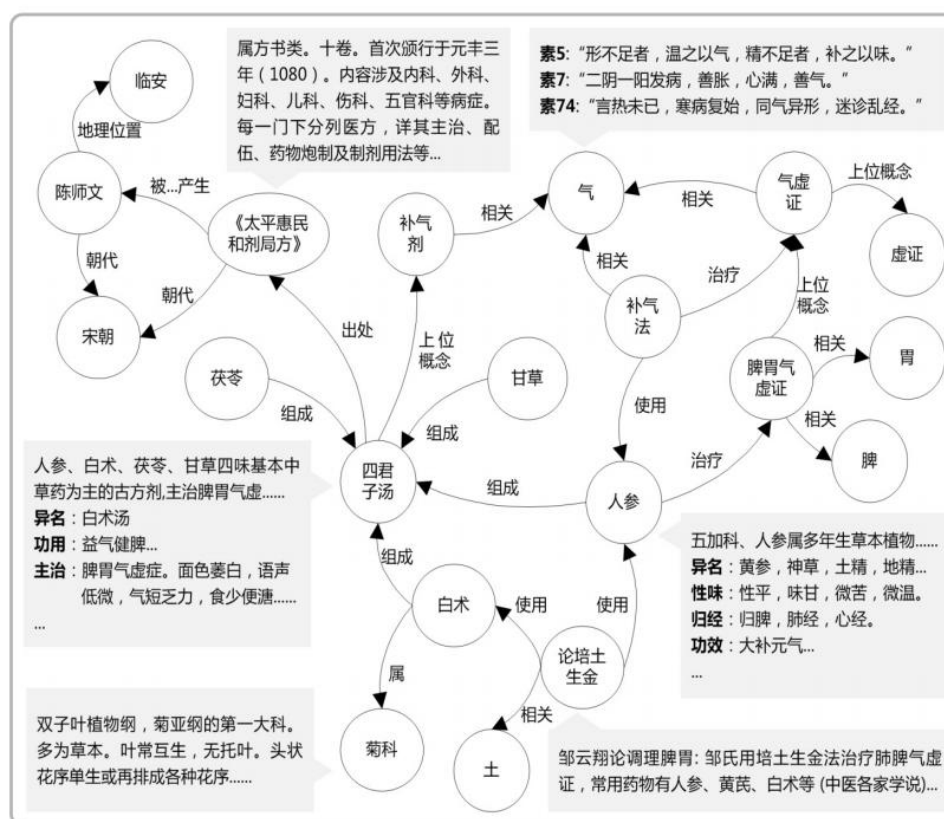 属方书类。十卷。首次颁行于元丰三
年（1080）。内容涉及内科、外科、
妇科、儿科、伤科、五官科等病症。
每一门下分列医方，详其主治、配
伍、药物炮制及制剂用法等...
素5:“形不足者，温之以气，精不足者，补之以味。”
素7:“二阴一阳发病，善胀，心满，善气。”
素74:“言热未已，寒病复始，同气异形，迷诊乱经。”
临安
地理位置
陈师文
被...产生
《太平惠民
和剂局方》
朝代
朝代
宋朝
补气
剂
相关
气
相关
气虚
证
上位概念
虚证
相关
治疗
补气
法
上位
概念
出处
上 位
概念
茯苓
组成
甘草
组成
使用
脾胃气
虚证
相关
胃
相关
脾
治疗
人参、白术、茯苓、甘草四味基本中
草药为主的古方剂,主治脾胃气虚......
异名：白术汤
功用：益气健脾...
主治：脾胃气虚症。面色萎白，语声
低微，气短乏力，食少便溏......
...
四君
子汤
组成
人参
组成
白术
使用
使用
论培土
生金
属
相关
菊科
土
五加科、人参属多年生草本植物......
异名：黄参，神草，土精，地精...
性味：性平，味甘，微苦，微温。
归经：归脾，肺经，心经。
功效：大补元气...
...
双子叶植物纲，菊亚纲的第一大科。
多为草本。叶常互生，无托叶。头状
花序单生或再排成各种花序......
邹云翔论调理脾胃: 邹氏用培土生金法治疗肺脾气虚
证，常用药物有人参、黄芪、白术等 (中医各家学说)...